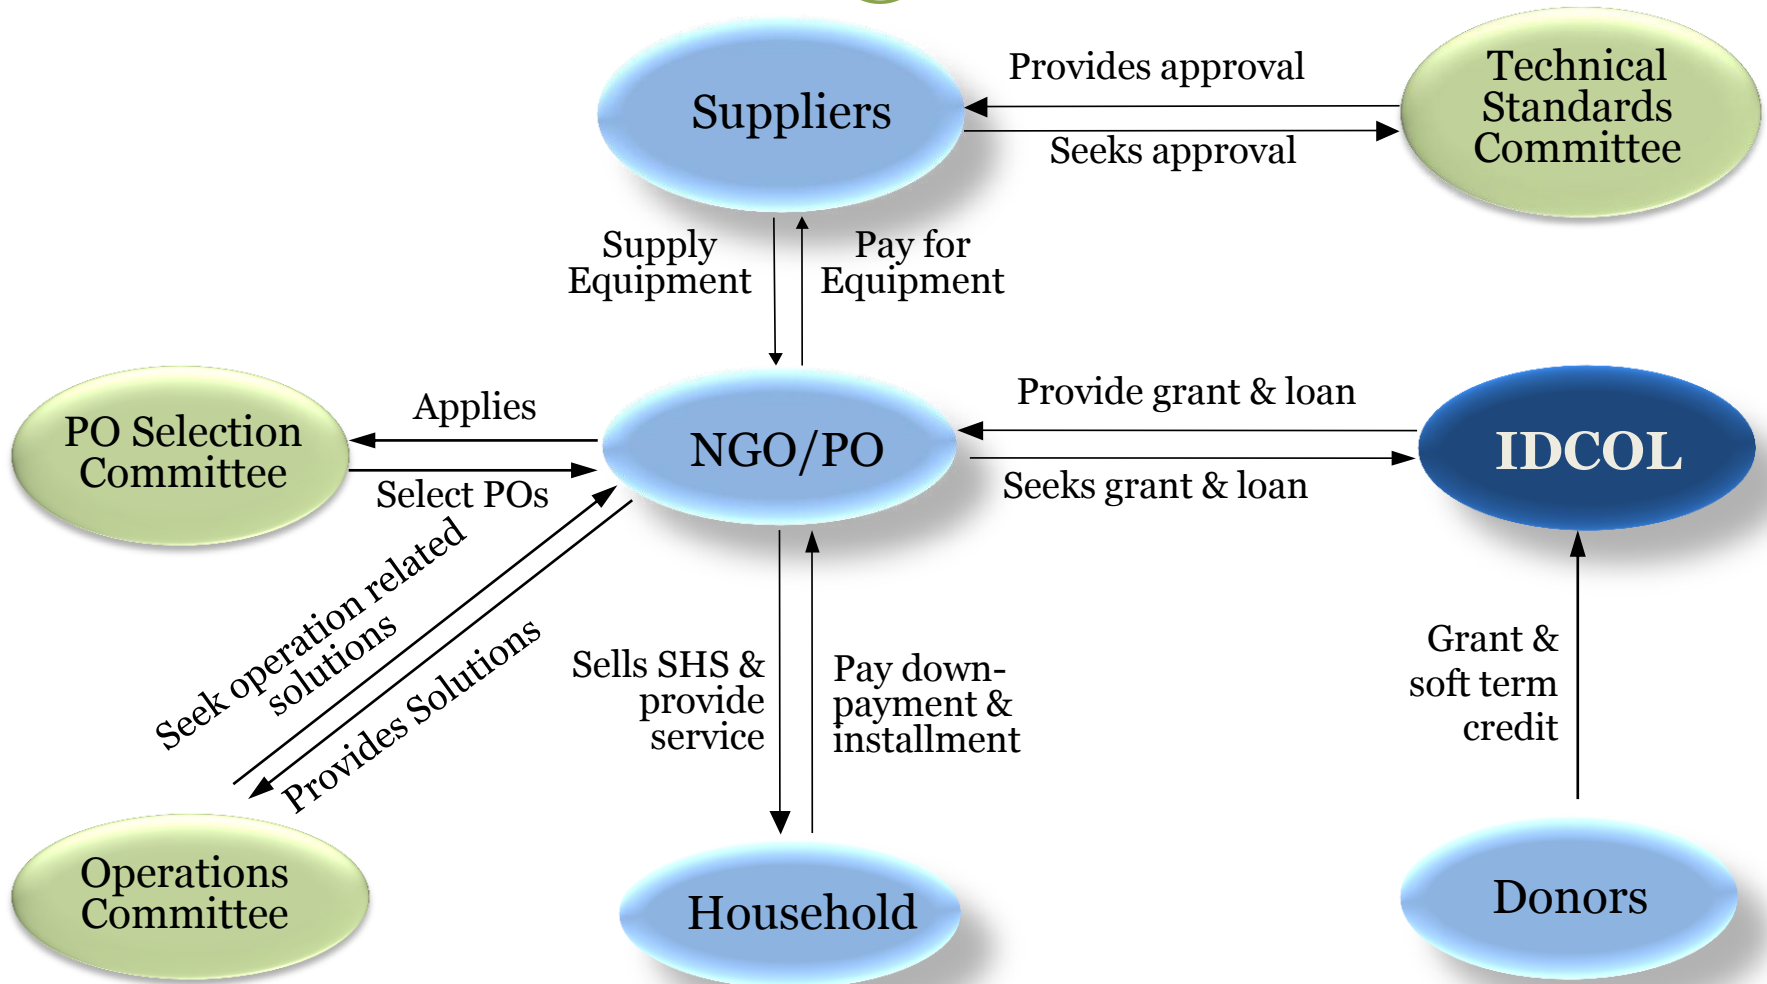 Suppliers
Provides approval
Seeks approval
Technical
Standards
Committee
Supply
Equipment
Pay for
Equipment
PO Selection
Committee
Applies
Select POs
NGO/PO
Provide grant & loan
Seeks grant & loan
IDCOL
Seek operation related
solutions
Provides Solutions
Sells SHS &
provide
service
Pay down-
payment &
installment
Grant &
soft term
credit
Operations
Committee
Household
Donors